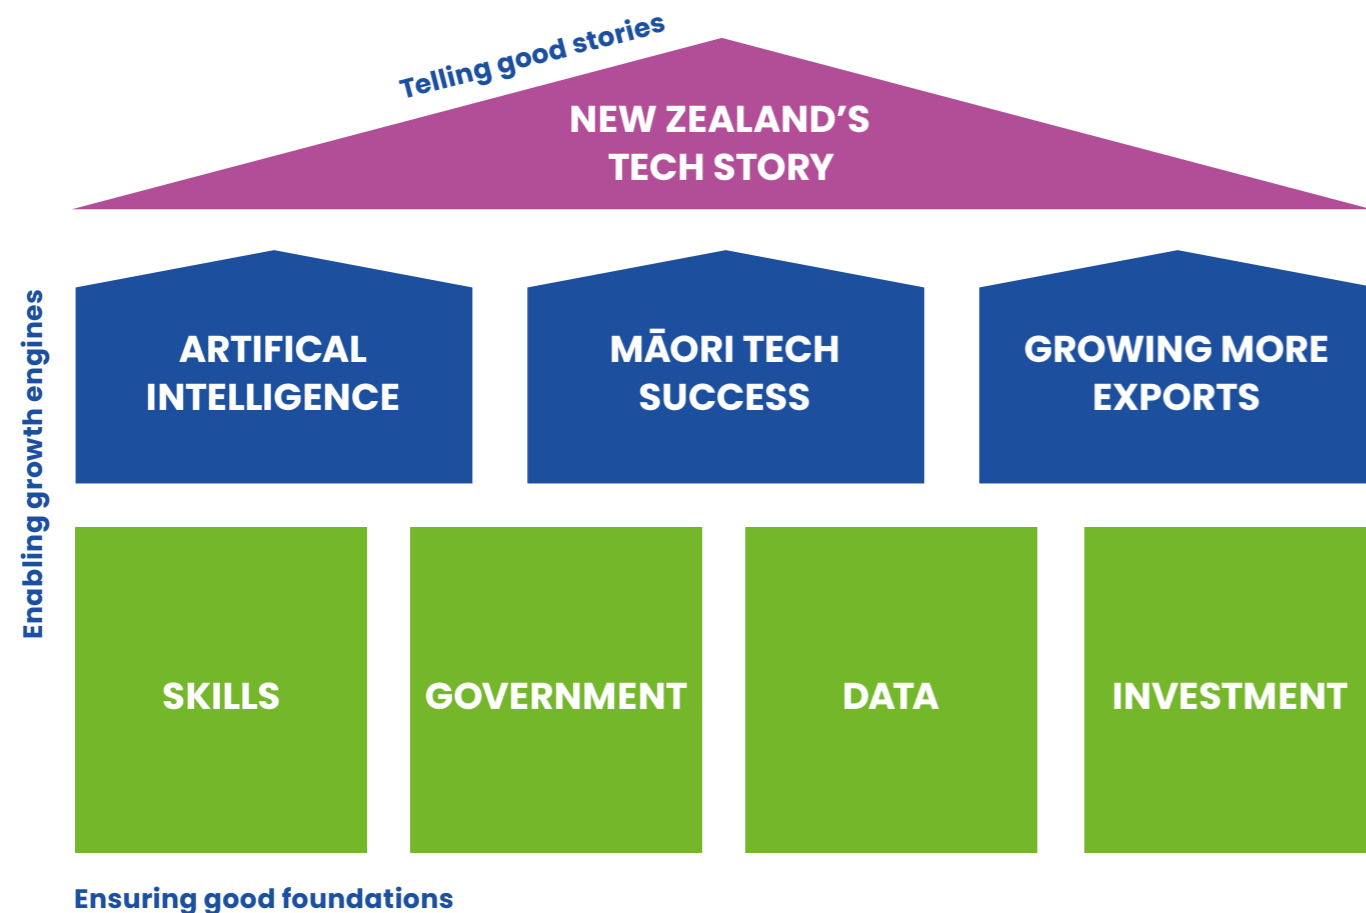 Telling good stories
NEW ZEALAND’S
TECH STORY
Enabling growth engines
ARTIFICAL
INTELLIGENCE
MĀORI TECH
SUCCESS
GROWING MORE
EXPORTS
SKILLS
GOVERNMENT
DATA
INVESTMENT
Ensuring good foundations